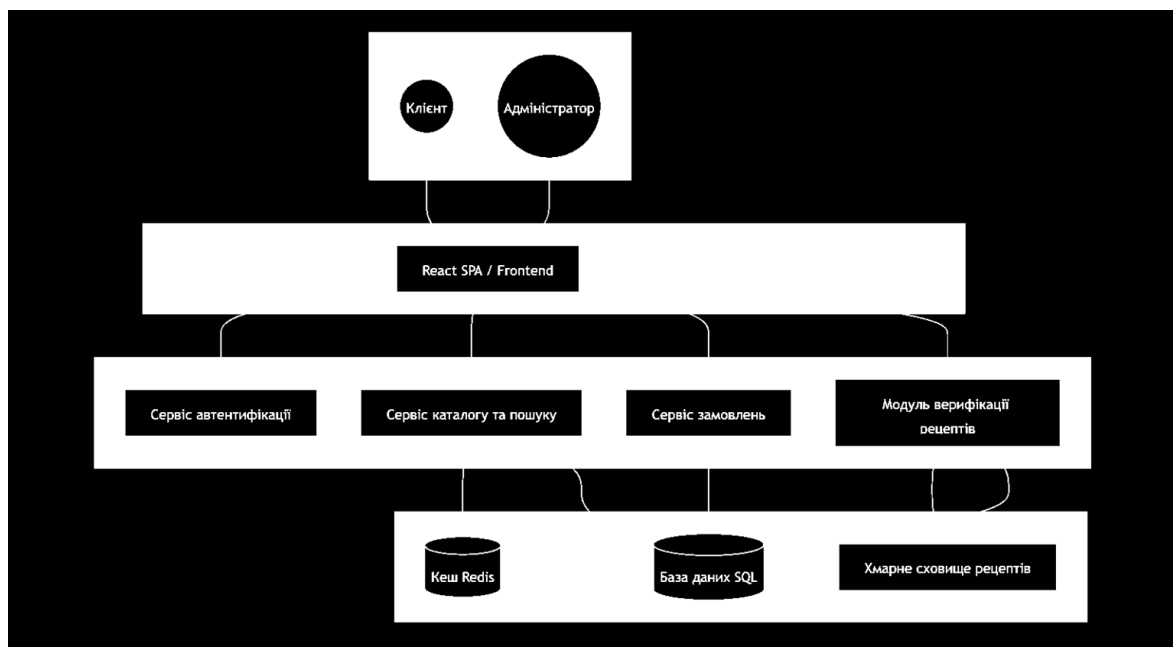 Клієнт
Адміністратор
React SPA / Frontend
Сервіс автентифікації
Сервіс каталогу та пошуку
Сервіс замовлень
Модуль верифікації
рецептів
Кеш Redis
База даних SQL
Хмарне сховище рецептів